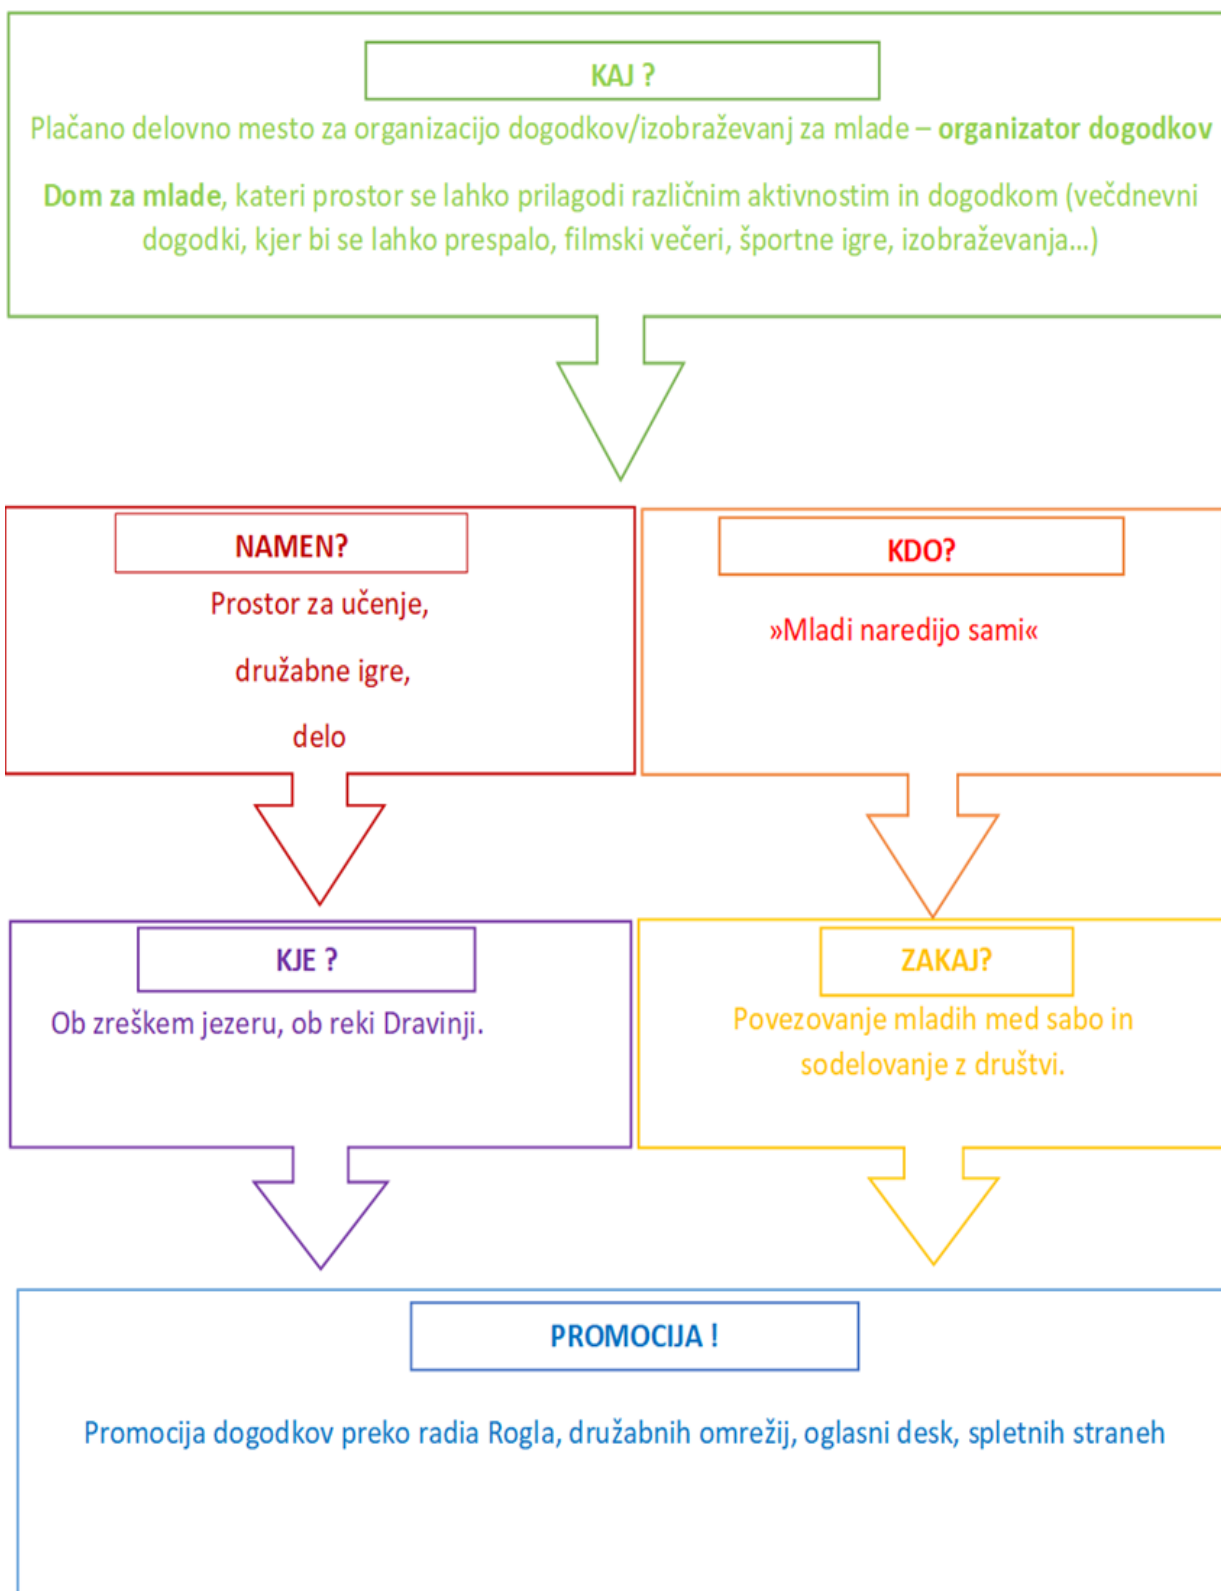 KAJ ?
Plačano delovno mesto za organizacijo dogodkov/izobraževanj za mlade – organizator dogodkov
Dom za mlade, kateri prostor se lahko prilagodi različnim aktivnostim in dogodkom (večdnevni
dogodki, kjer bi se lahko prespalo, filmski večeri, športne igre, izobraževanja...)
NAMEN?
Prostor za učenje,
družabne igre,
delo
KDO?
»Mladi naredijo sami«
KJE ?
Ob zreškem jezeru, ob reki Dravinji.
ZAKAJ?
Povezovanje mladih med sabo in
sodelovanje z društvi.
PROMOCIJA !
Promocija dogodkov preko radia Rogla, družabnih omrežij, oglasni desk, spletnih straneh